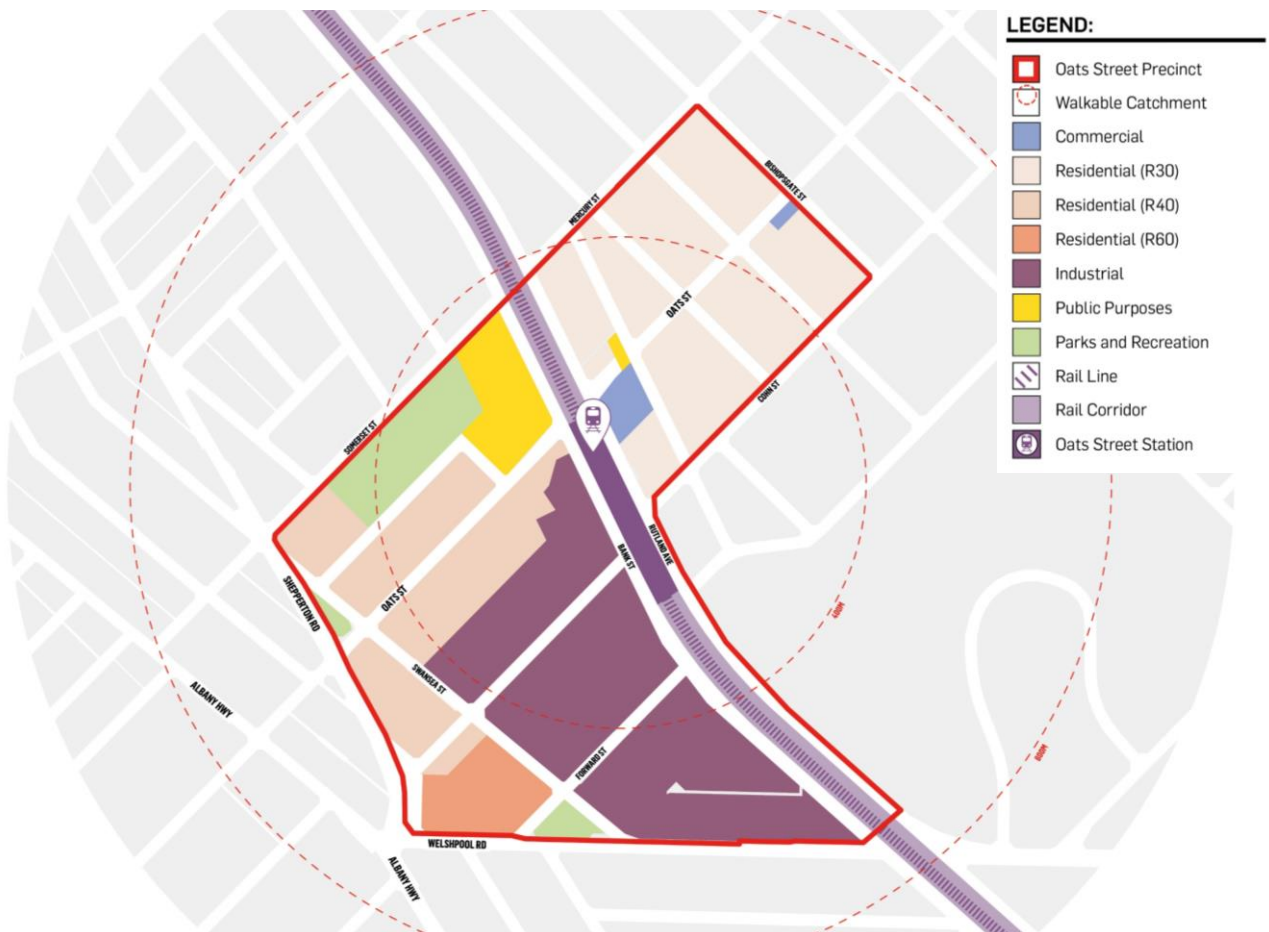 LEGEND:
Oats Street Precinct
Walkable Catchment
Commercial
Residential (R30)
Residential (R40)
Residential (R60)
Industrial
Public Purposes
Parks and Recreation
Rail Line
Rail Corridor
Oats Street Station
BISHOPSGATE ST
MERCURY ST
OATS ST
COHN ST
SOMERSET ST
RUTLAND AVE
BANK ST
SHEPPERTON RD
OATS ST
400M
SWANSEA ST
ALBANY HWY
FORWARD ST
800M
WELSHPOOL RD
ALBANY HWY